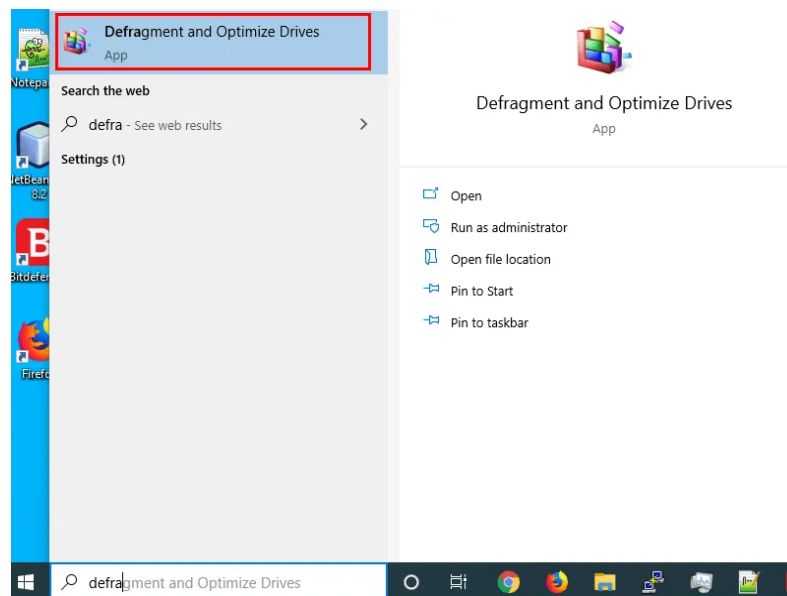 Defragment and Optimize Drives
App
Search the web
defra - See web results
Settings (1)
Defragment and Optimize Drives
App
Open
Run as administrator
Open file location
Pin to Start
Pin to taskbar
Notepa
NetBean
8.2
Bitdefen
Firefo
defragment and Optimize Drives